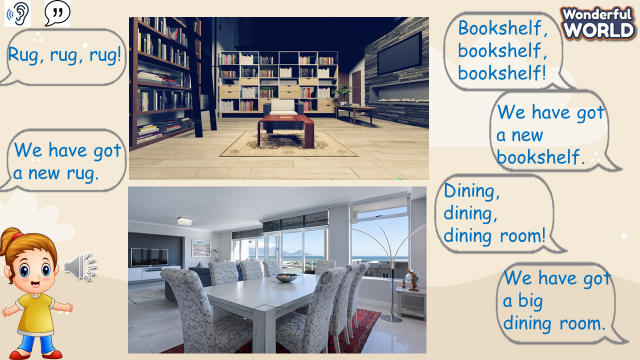 Rug, rug, rug!
We have got
a new rug.
Bookshelf,
bookshelf,
bookshelf!
Wonderful
WORLD
We have got
a new
bookshelf.
Dining,
dining,
dining room!
We have got
a big
dining room.